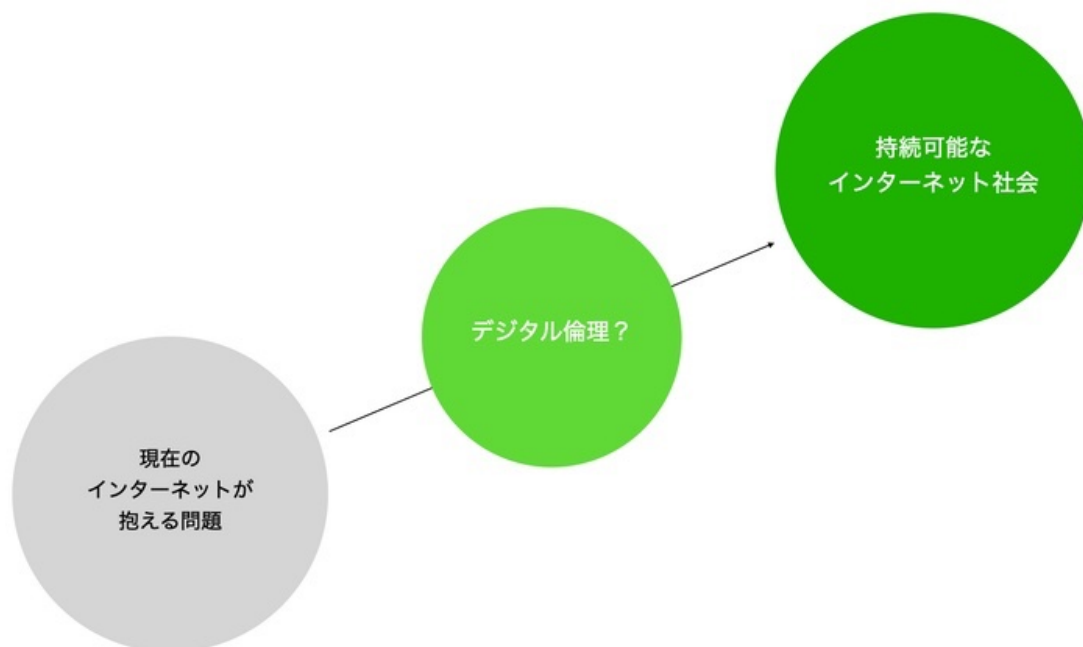 持続可能な
インターネット社会
デジタル倫理？
現在の
インターネットが
抱える問題